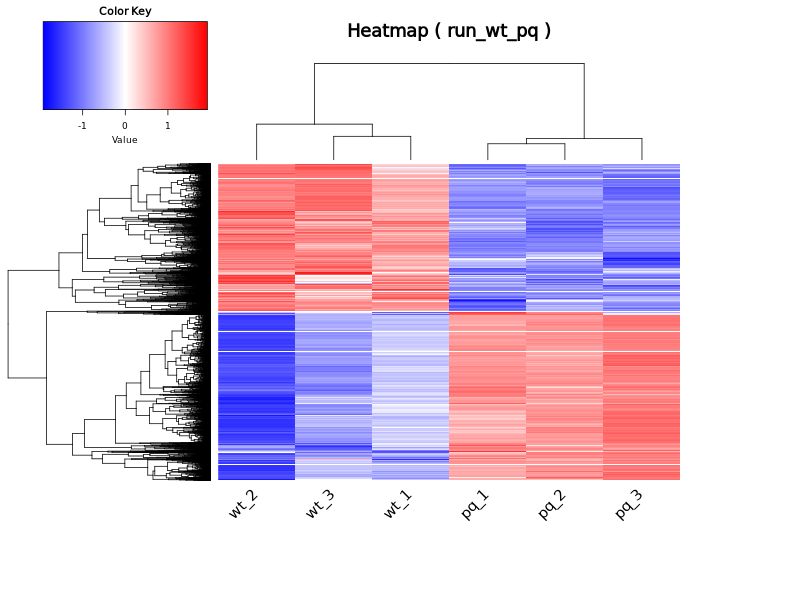 Color Key
-1 0 1
Value
Heatmap ( run_wt_pq )
wt_2 wt_3 wt_1 pq_1 pq_2 pq_3